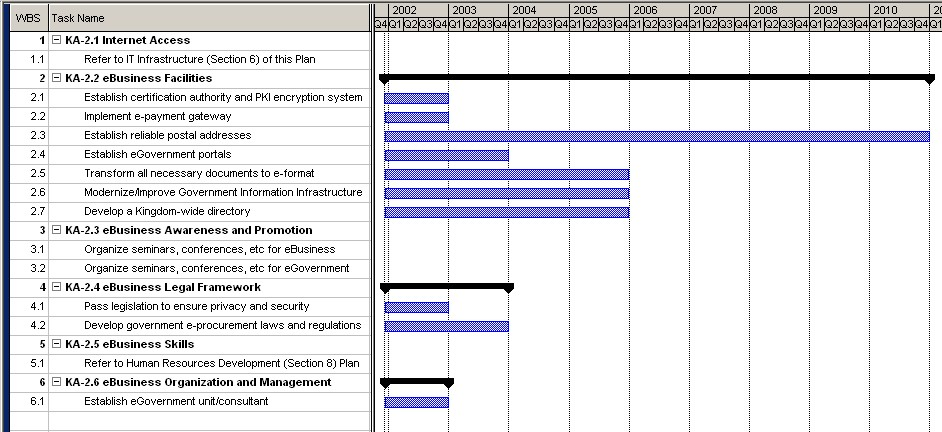 WBS Task Name 2002 2003 2004 2005 2006 2007 2008 2009 2010 20
Q4 Q1 Q2 Q3 Q4 Q1 Q2 Q3 Q4 Q1 Q2 Q3 Q4 Q1 Q2 Q3 Q4 Q1 Q2 Q3 Q4 Q1 Q2 Q3 Q4 Q1 Q2 Q3 Q4 Q1 Q2 Q3 Q4 Q1 Q2 Q3 Q4 Q1
1 KA-2.1 Internet Access
1.1 Refer to IT Infrastructure (Section 6) of this Plan
2 KA-2.2 eBusiness Facilities
2.1 Establish certification authority and PKI encryption system
2.2 Implement e-payment gateway
2.3 Establish reliable postal addresses
2.4 Establish eGovernment portals
2.5 Transform all necessary documents to e-format
2.6 Modernize/Improve Government Information Infrastructure
2.7 Develop a Kingdom-wide directory
3 KA-2.3 eBusiness Awareness and Promotion
3.1 Organize seminars, conferences, etc for eBusiness
3.2 Organize seminars, conferences, etc for eGovernment
4 KA-2.4 eBusiness Legal Framework
4.1 Pass legislation to ensure privacy and security
4.2 Develop government e-procurement laws and regulations
5 KA-2.5 eBusiness Skills
5.1 Refer to Human Resources Development (Section 8) Plan
6 KA-2.6 eBusiness Organization and Management
6.1 Establish eGovernment unit/consultant